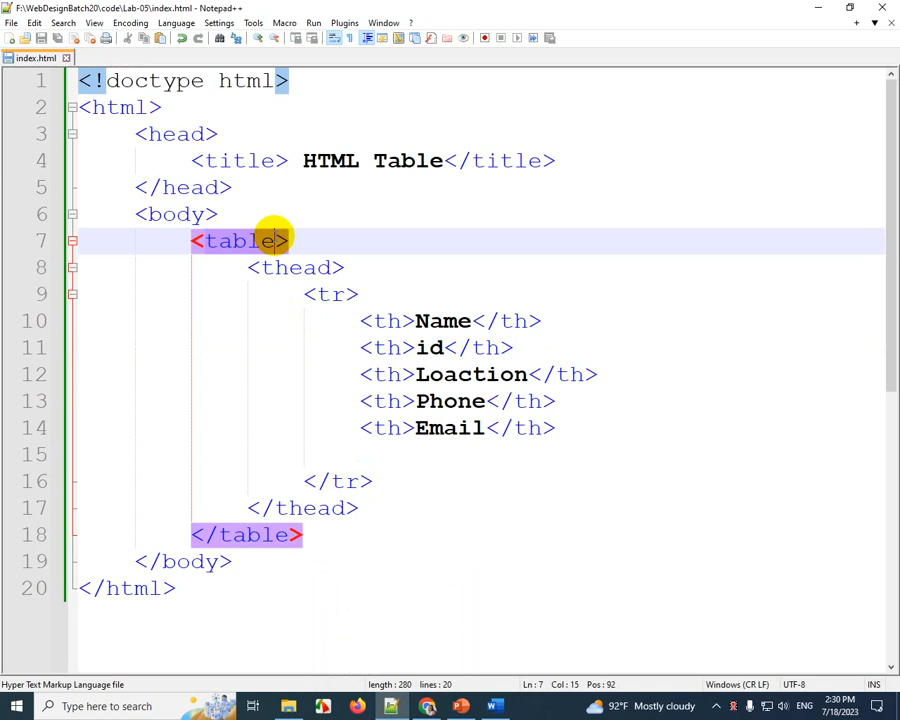 F:\WebDesignBatch20\code\Lab-05\index.html - Notepad++
File Edit Search View Encoding Language Settings Tools Macro Run Plugins Window ?
index.html
1 <!doctype html>
2 <html>
3 <head>
4 <title> HTML Table</title>
5 </head>
6 <body>
7 <table>
8 <thead>
9 <tr>
10 <th>Name</th>
11 <th>id</th>
12 <th>Loaction</th>
13 <th>Phone</th>
14 <th>Email</th>
15
16 </tr>
17 </thead>
18 </table>
19 </body>
20 </html>
Hyper Text Markup Language file length : 280 lines : 20 Ln : 7 Col : 15 Pos : 92 Windows (CR LF) UTF-8 INS
Type here to search 92°F Mostly cloudy ENG 2:30 PM
7/18/2023